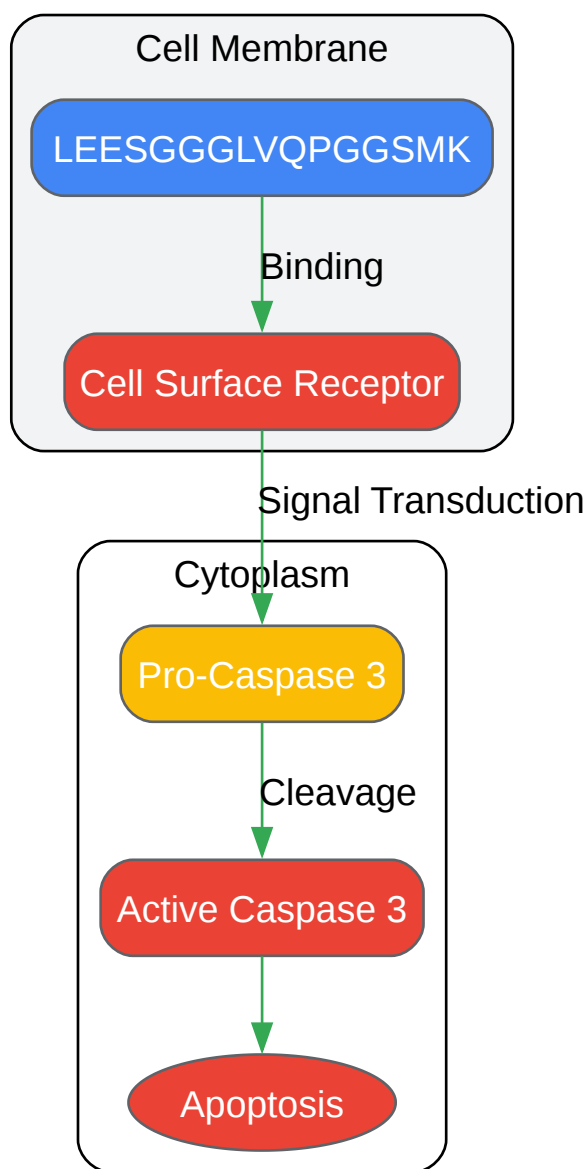 Cell Membrane
LEESGGGLVQPGGSMK
Binding
Cell Surface Receptor
Signal Transduction
Cytoplasm
Pro-Caspase 3
Cleavage
Active Caspase 3
Apoptosis